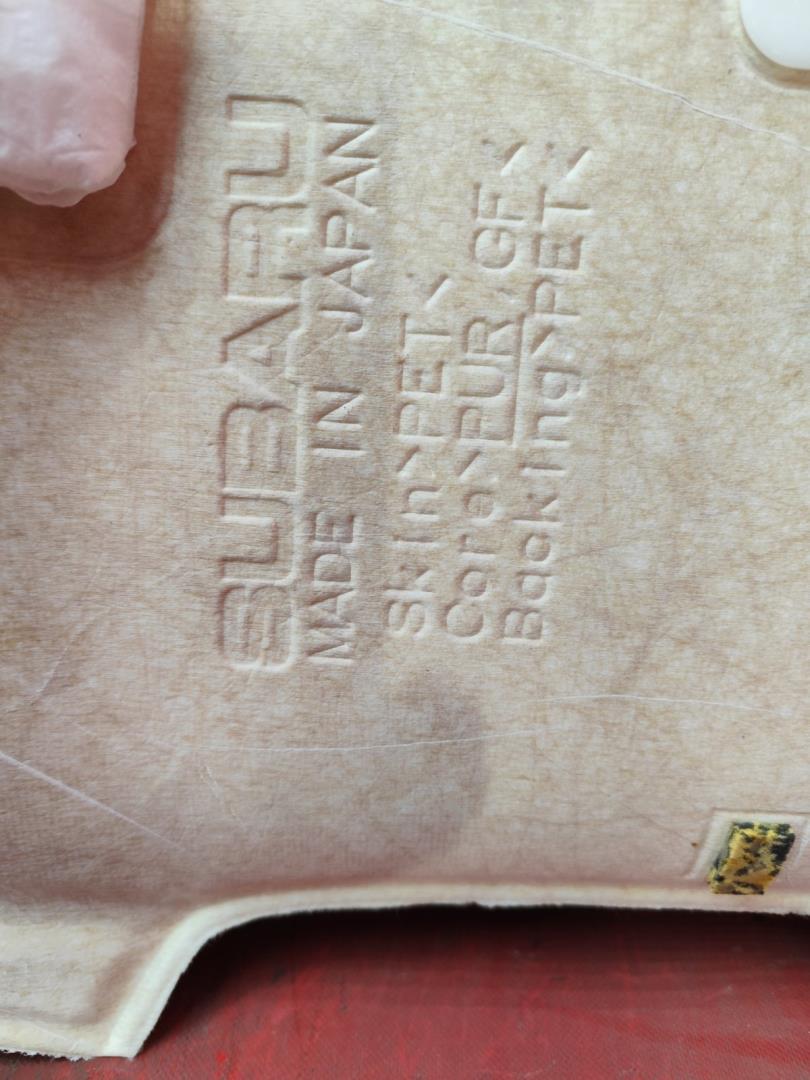 SUBARU
MADE IN JAPAN
Skin>PET<
Core>PUR,GF<
Backing>PET<